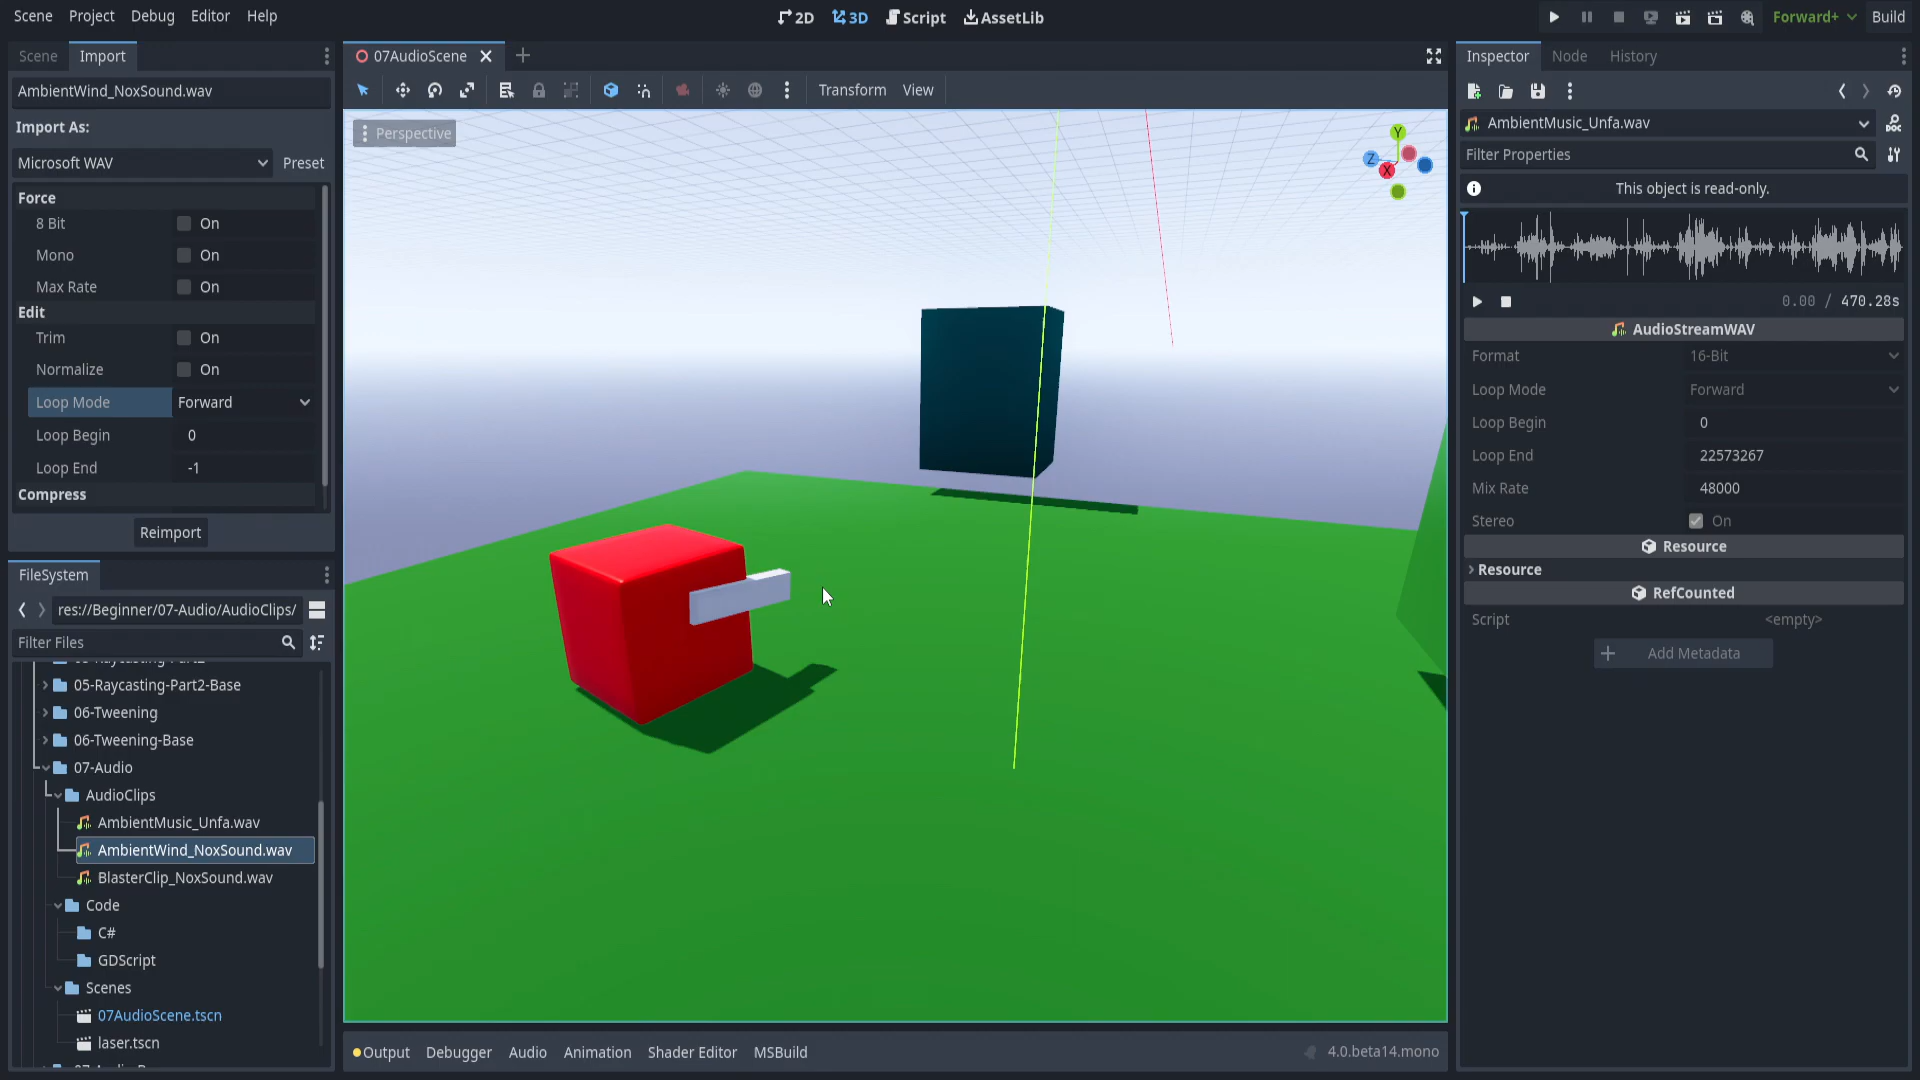 Scene Project Debug Editor Help
2D 3D Script AssetLib
Forward+ Build
Scene Import
AmbientWind_NoxSound.wav
Import As:
Microsoft WAV Preset
Force
8 Bit On
Mono On
Max Rate On
Edit
Trim On
Normalize On
Loop Mode Forward
Loop Begin 0
Loop End -1
Compress
Reimport
FileSystem
res://Beginner/07-Audio/AudioClips/
Filter Files
05-Raycasting-Part2-Base
06-Tweening
06-Tweening-Base
07-Audio
AudioClips
AmbientMusic_Unfa.wav
AmbientWind_NoxSound.wav
BlasterClip_NoxSound.wav
Code
C#
GDScript
Scenes
07AudioScene.tscn
laser.tscn
07AudioScene
Transform View
Perspective
Y
Z
X
Output Debugger Audio Animation Shader Editor MSBuild
4.0.beta14.mono
Inspector Node History
AmbientMusic_Unfa.wav
Filter Properties
This object is read-only.
0.00 / 470.28s
AudioStreamWAV
Format 16-Bit
Loop Mode Forward
Loop Begin 0
Loop End 22573267
Mix Rate 48000
Stereo On
Resource
Resource
RefCounted
Script <empty>
Add Metadata